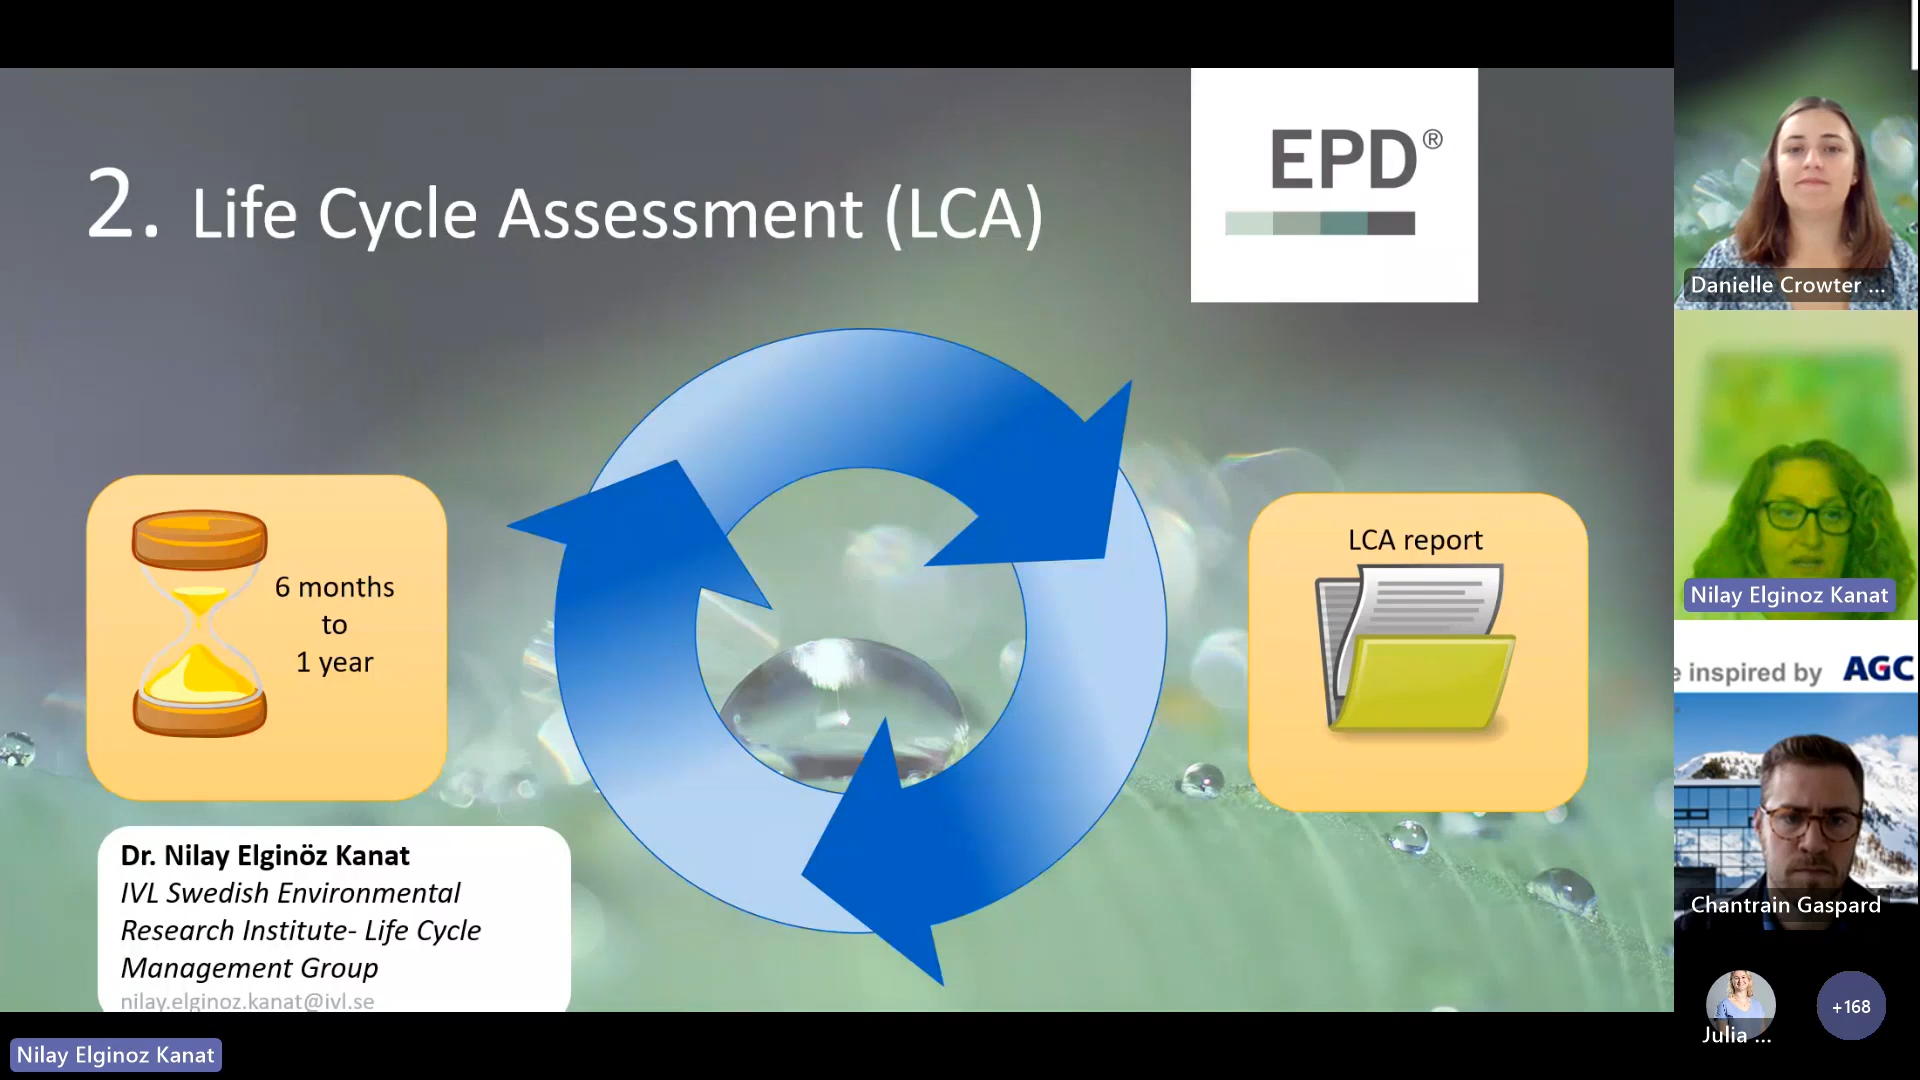 2. Life Cycle Assessment (LCA)
EPD®
6 months
to
1 year
LCA report
Dr. Nilay Elginöz Kanat
IVL Swedish Environmental
Research Institute- Life Cycle
Management Group
nilay.elginoz.kanat@ivl.se
Nilay Elginoz Kanat
Danielle Crowter ...
Nilay Elginoz Kanat
e inspired by AGC
Chantrain Gaspard
Julia ...
+168